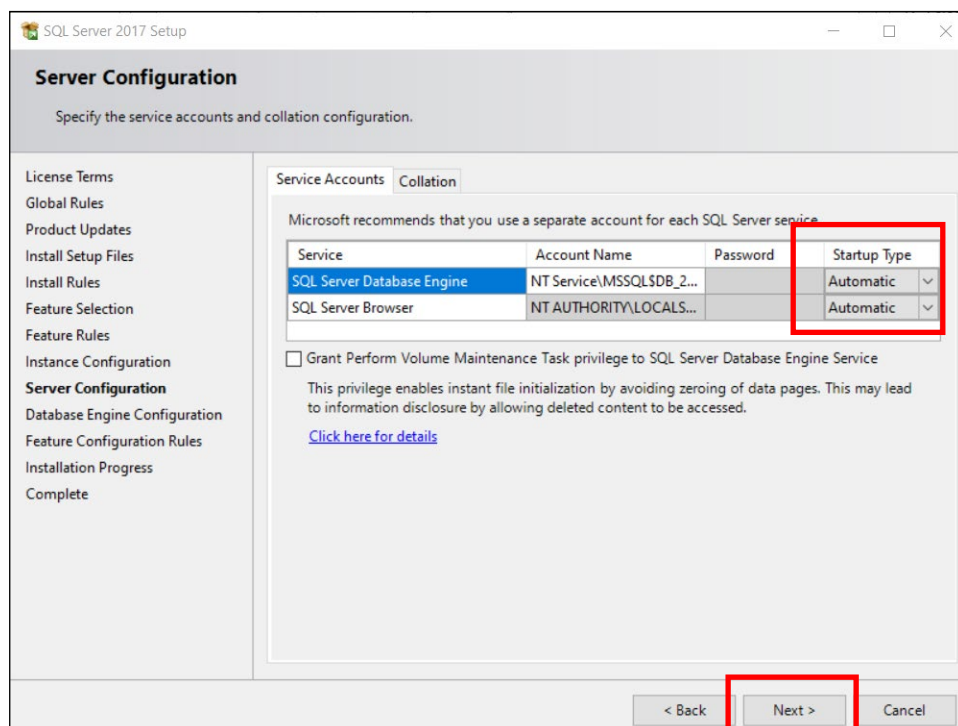 SQL Server 2017 Setup
Server Configuration
Specify the service accounts and collation configuration.
License Terms
Global Rules
Product Updates
Install Setup Files
Install Rules
Feature Selection
Feature Rules
Instance Configuration
Server Configuration
Database Engine Configuration
Feature Configuration Rules
Installation Progress
Complete
Service Accounts Collation
Microsoft recommends that you use a separate account for each SQL Server service.
Service Account Name Password Startup Type
SQL Server Database Engine NT Service\MSSQL$DB_2... Automatic
SQL Server Browser NT AUTHORITY\LOCALS... Automatic
Grant Perform Volume Maintenance Task privilege to SQL Server Database Engine Service
This privilege enables instant file initialization by avoiding zeroing of data pages. This may lead
to information disclosure by allowing deleted content to be accessed.
Click here for details
< Back Next > Cancel